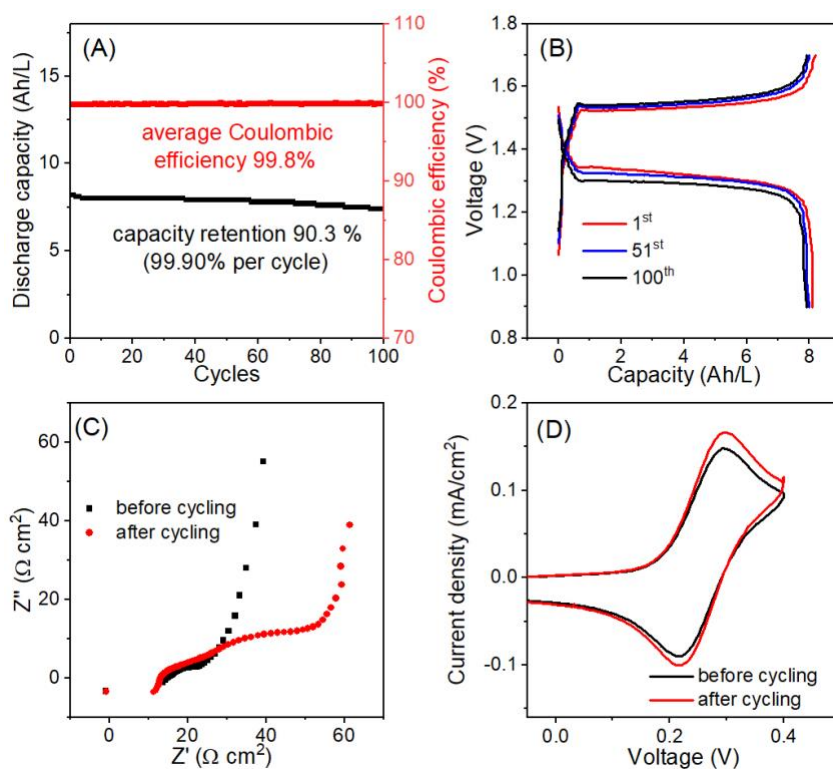 (A)
Discharge capacity (Ah/L)
15
10
5
0
0 20 40 60 80 100
Cycles
110
100
90
80
70
Coulombic efficiency (%)
average Coulombic
efficiency 99.8%
capacity retention 90.3 %
(99.90% per cycle)
(B)
Voltage (V)
1.8
1.6
1.4
1.2
1.0
0.8
0 2 4 6 8
Capacity (Ah/L)
1st
51st
100th
(C)
Z" (Ω cm2)
60
40
20
0
0 20 40 60
Z' (Ω cm2)
before cycling
after cycling
(D)
Current density (mA/cm2)
0.2
0.1
0.0
-0.1
0.0 0.2 0.4
Voltage (V)
before cycling
after cycling